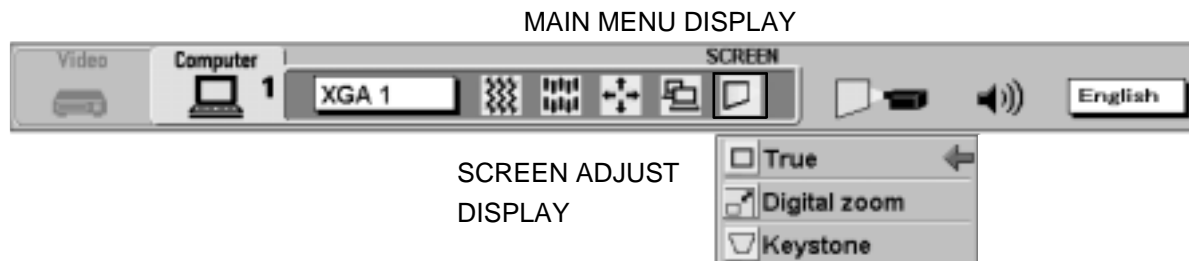 MAIN MENU DISPLAY
Video
Computer
SCREEN
1
XGA 1
English
SCREEN ADJUST
DISPLAY
True
Digital zoom
Keystone